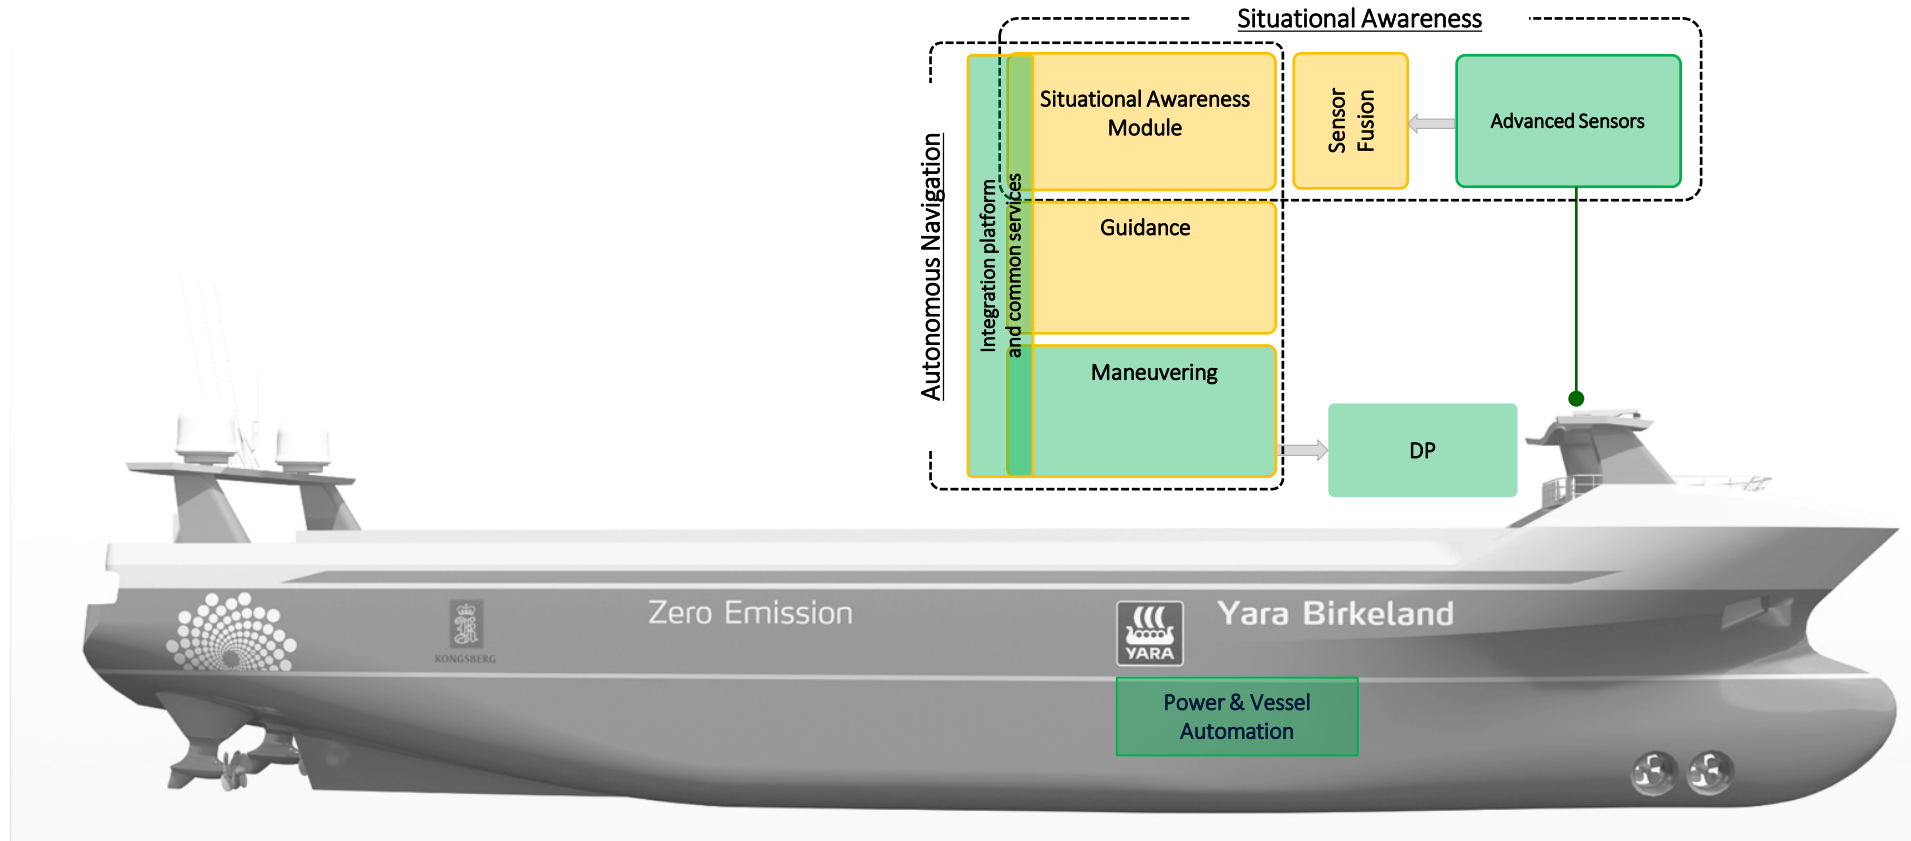 Situational Awareness
Autonomous Navigation
Integration platform
and common services
Situational Awareness
Module
Sensor
Fusion
Advanced Sensors
Guidance
Maneuvering
DP
Zero Emission
Yara Birkeland
KONGSBERG
YARA
Power & Vessel
Automation